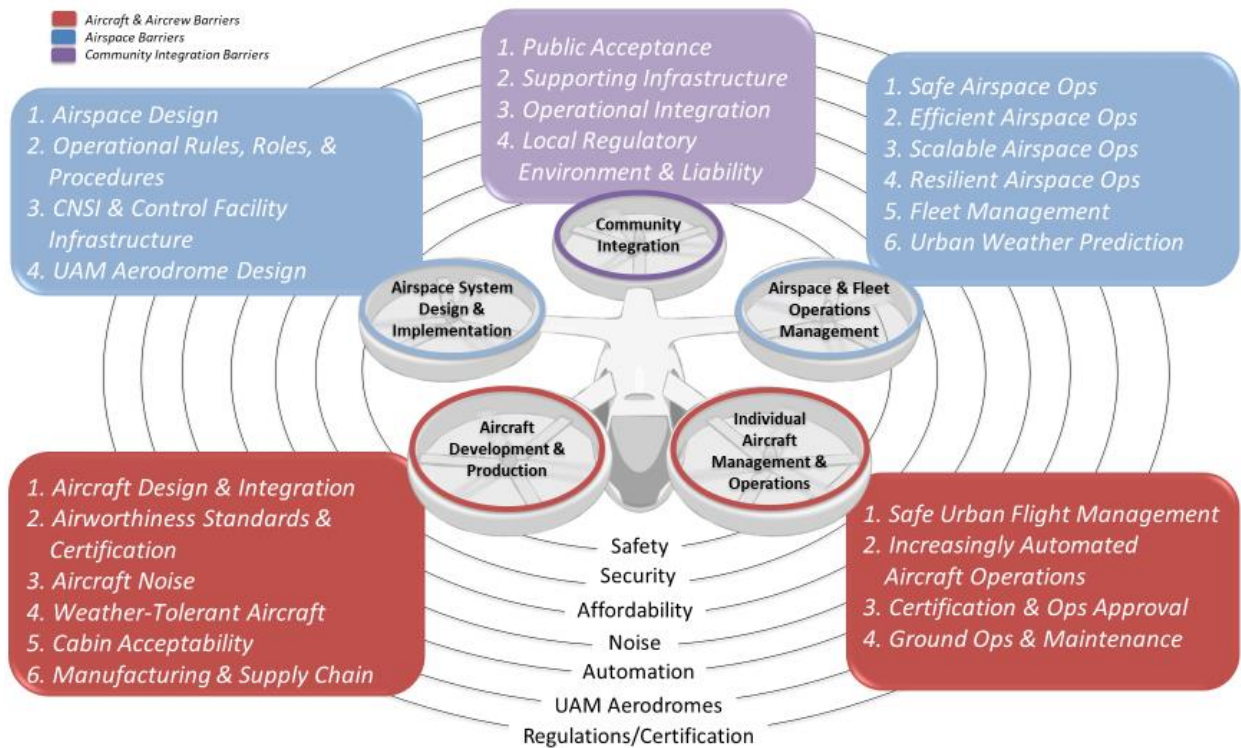 Aircraft & Aircrew Barriers
Airspace Barriers
Community Integration Barriers
1. Public Acceptance
2. Supporting Infrastructure
3. Operational Integration
4. Local Regulatory
Environment & Liability
1. Airspace Design
2. Operational Rules, Roles, &
Procedures
3. CNSI & Control Facility
Infrastructure
4. UAM Aerodrome Design
1. Safe Airspace Ops
2. Efficient Airspace Ops
3. Scalable Airspace Ops
4. Resilient Airspace Ops
5. Fleet Management
6. Urban Weather Prediction
Community
Integration
Airspace System
Design &
Implementation
Airspace & Fleet
Operations
Management
Aircraft
Development &
Production
Individual
Aircraft
Management &
Operations
1. Aircraft Design & Integration
2. Airworthiness Standards &
Certification
3. Aircraft Noise
4. Weather-Tolerant Aircraft
5. Cabin Acceptability
6. Manufacturing & Supply Chain
1. Safe Urban Flight Management
2. Increasingly Automated
Aircraft Operations
3. Certification & Ops Approval
4. Ground Ops & Maintenance
Safety
Security
Affordability
Noise
Automation
UAM Aerodromes
Regulations/Certification